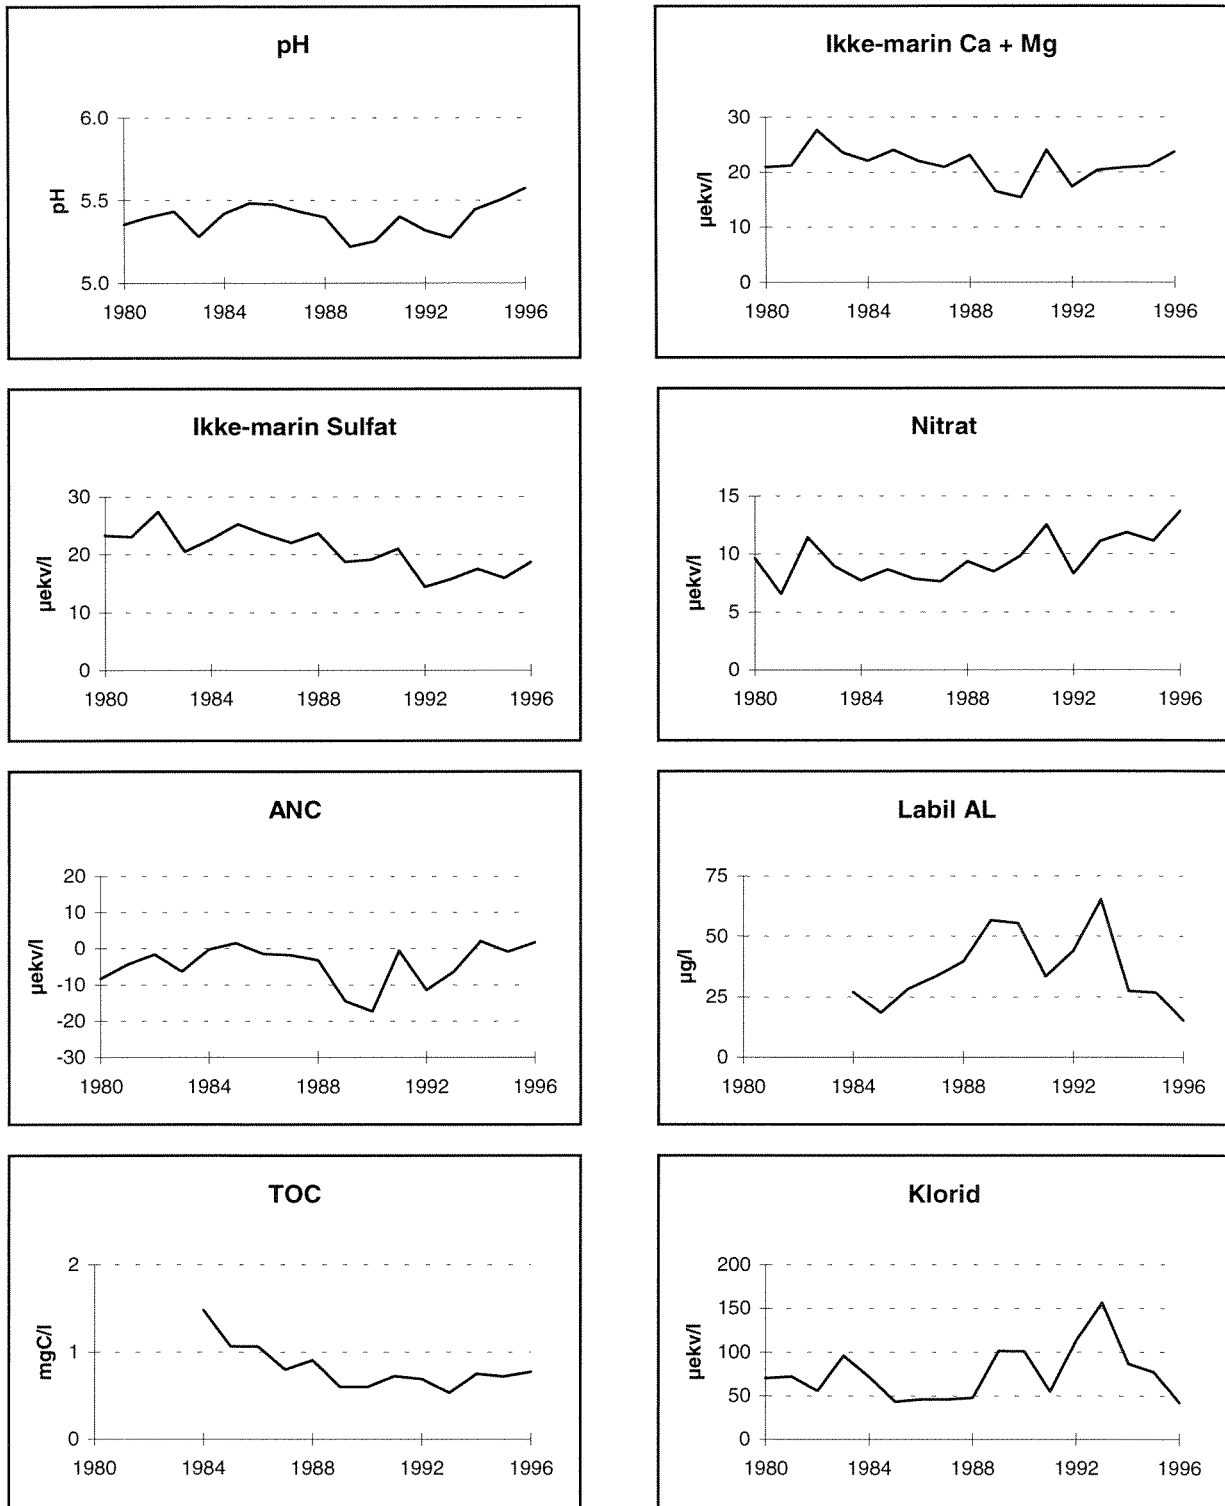 pH
6.0
5.5
5.0
pH
1980 1984 1988 1992 1996
Ikke-marin Ca + Mg
30
20
10
0
µekv/l
1980 1984 1988 1992 1996
Ikke-marin Sulfat
30
20
10
0
µekv/l
1980 1984 1988 1992 1996
Nitrat
15
10
5
0
µekv/l
1980 1984 1988 1992 1996
ANC
20
10
0
-10
-20
-30
µekv/l
1980 1984 1988 1992 1996
Labil AL
75
50
25
0
µg/l
1980 1984 1988 1992 1996
TOC
2
1
0
mgC/l
1980 1984 1988 1992 1996
Klorid
200
150
100
50
0
µekv/l
1980 1984 1988 1992 1996